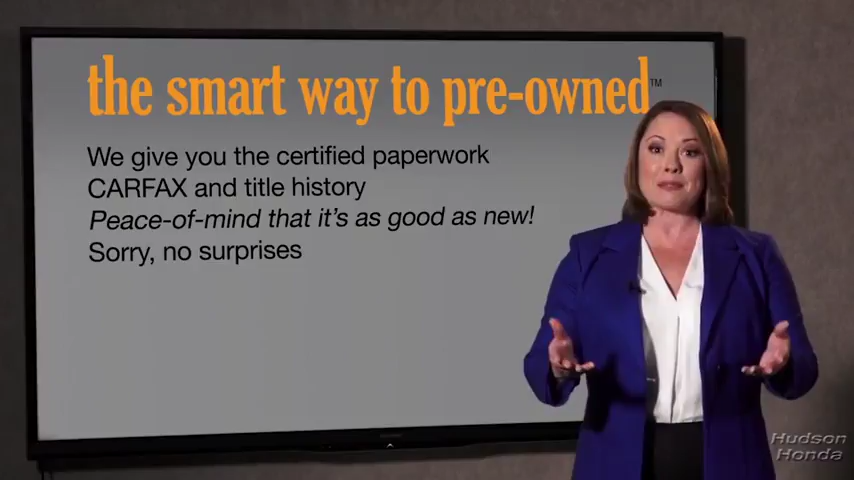 the smart way to pre-owned™
We give you the certified paperwork
CARFAX and title history
Peace-of-mind that it's as good as new!
Sorry, no surprises
Hudson
Honda